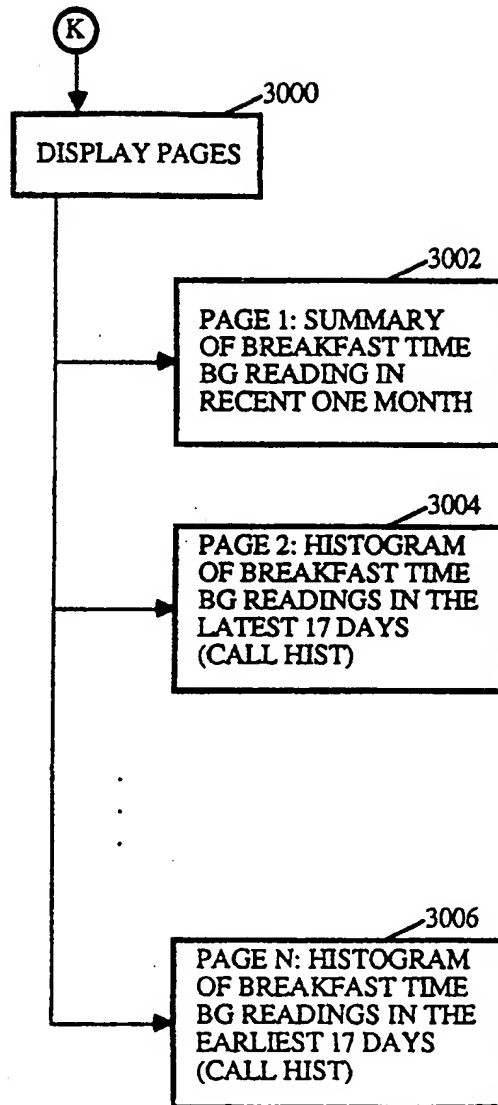 K
3000
DISPLAY PAGES
3002
PAGE 1: SUMMARY
OF BREAKFAST TIME
BG READING IN
RECENT ONE MONTH
3004
PAGE 2: HISTOGRAM
OF BREAKFAST TIME
BG READINGS IN THE
LATEST 17 DAYS
(CALL HIST)
3006
PAGE N: HISTOGRAM
OF BREAKFAST TIME
BG READINGS IN THE
EARLIEST 17 DAYS
(CALL HIST)